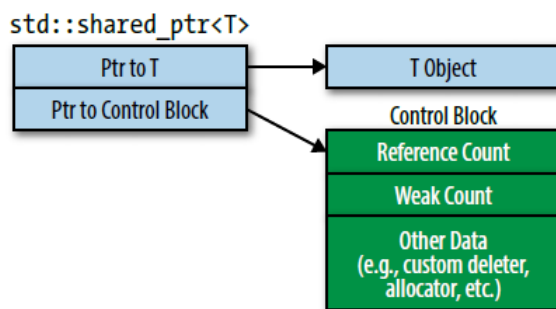 std::shared_ptr<T>
Ptr to T
T Object
Ptr to Control Block
Control Block
Reference Count
Weak Count
Other Data
(e.g., custom deleter,
allocator, etc.)